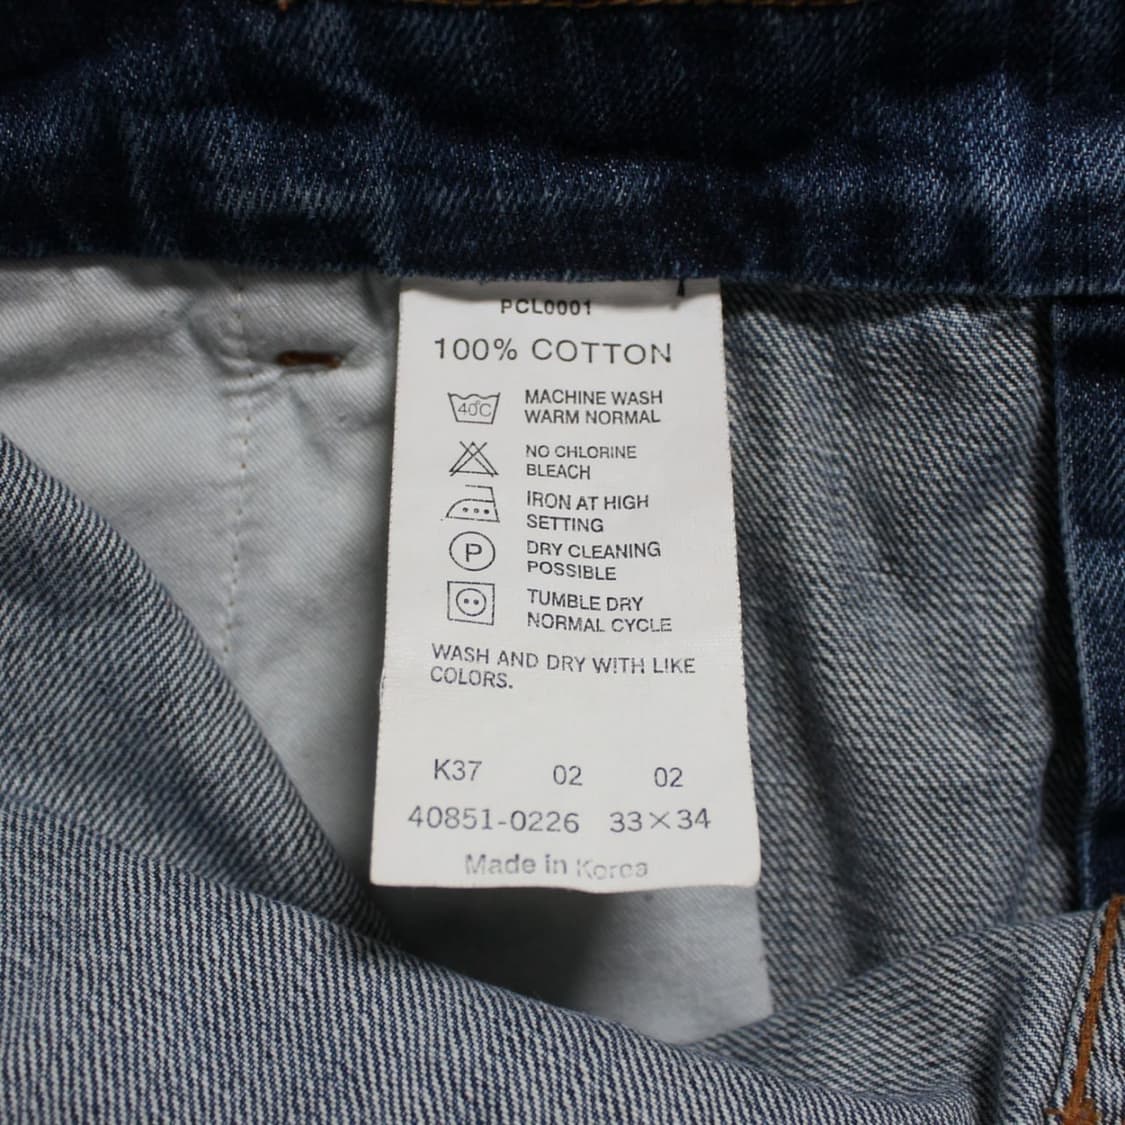 PCL0001
100% COTTON
40°C MACHINE WASH
WARM NORMAL
NO CHLORINE
BLEACH
IRON AT HIGH
SETTING
P DRY CLEANING
POSSIBLE
TUMBLE DRY
NORMAL CYCLE
WASH AND DRY WITH LIKE
COLORS.
K37 02 02
40851-0226 33×34
Made in Korea